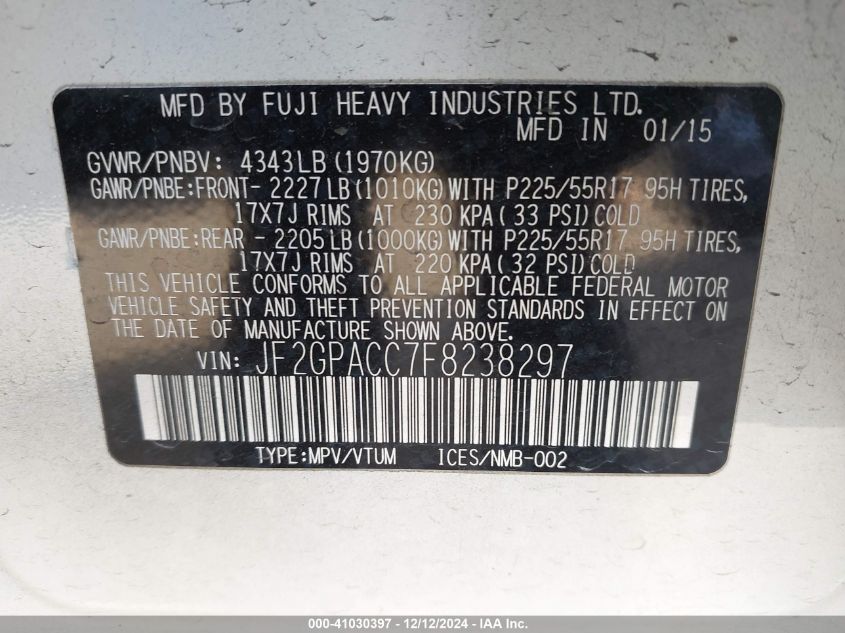 MFD BY FUJI HEAVY INDUSTRIES LTD.
MFD IN 01/15
GVWR/PNBV: 4343LB (1970KG)
GAWR/PNBE:FRONT- 2227LB(1010KG)WITH P225/55R17 95H TIRES,
17X7J RIMS AT 230 KPA(33 PSI)COLD
GAWR/PNBE:REAR - 2205LB(1000KG)WITH P225/55R17 95H TIRES,
17X7J RIMS AT 220 KPA(32 PSI)COLD
THIS VEHICLE CONFORMS TO ALL APPLICABLE FEDERAL MOTOR
VEHICLE SAFETY AND THEFT PREVENTION STANDARDS IN EFFECT ON
THE DATE OF MANUFACTURE SHOWN ABOVE.
VIN: JF2GPACC7F8238297
TYPE:MPV/VTUM ICES/NMB-002
000-41030397 - 12/12/2024 - IAA Inc.